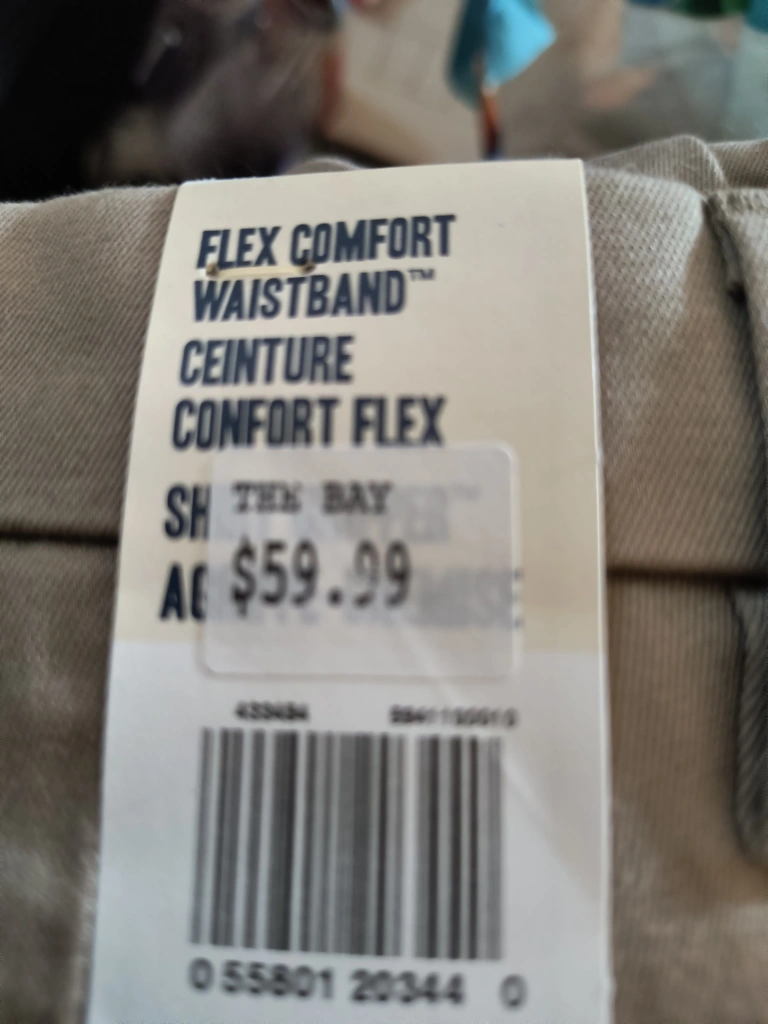 FLEX COMFORT
WAISTBAND™
CEINTURE
CONFORT FLEX
THE BAY
$59.99
0 55801 20344 0